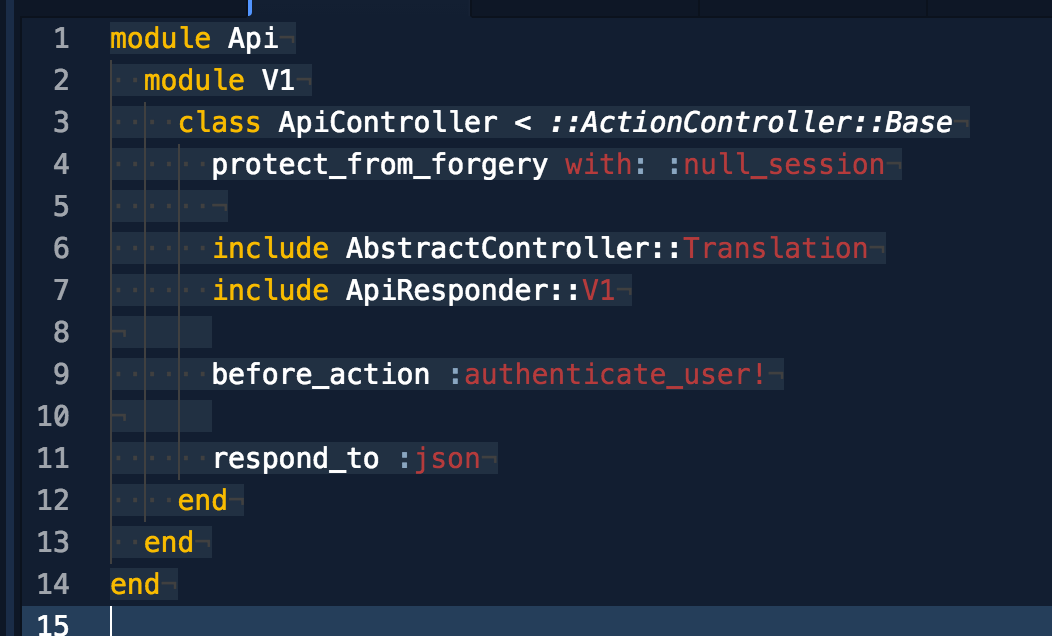 1 module Api¬
2 ··module V1¬
3 ····class ApiController < ::ActionController::Base¬
4 ······protect_from_forgery with: :null_session¬
5 ······¬
6 ······include AbstractController::Translation¬
7 ······include ApiResponder::V1¬
8 ¬
9 ······before_action :authenticate_user!¬
10 ¬
11 ······respond_to :json¬
12 ····end¬
13 ··end¬
14 end¬
15